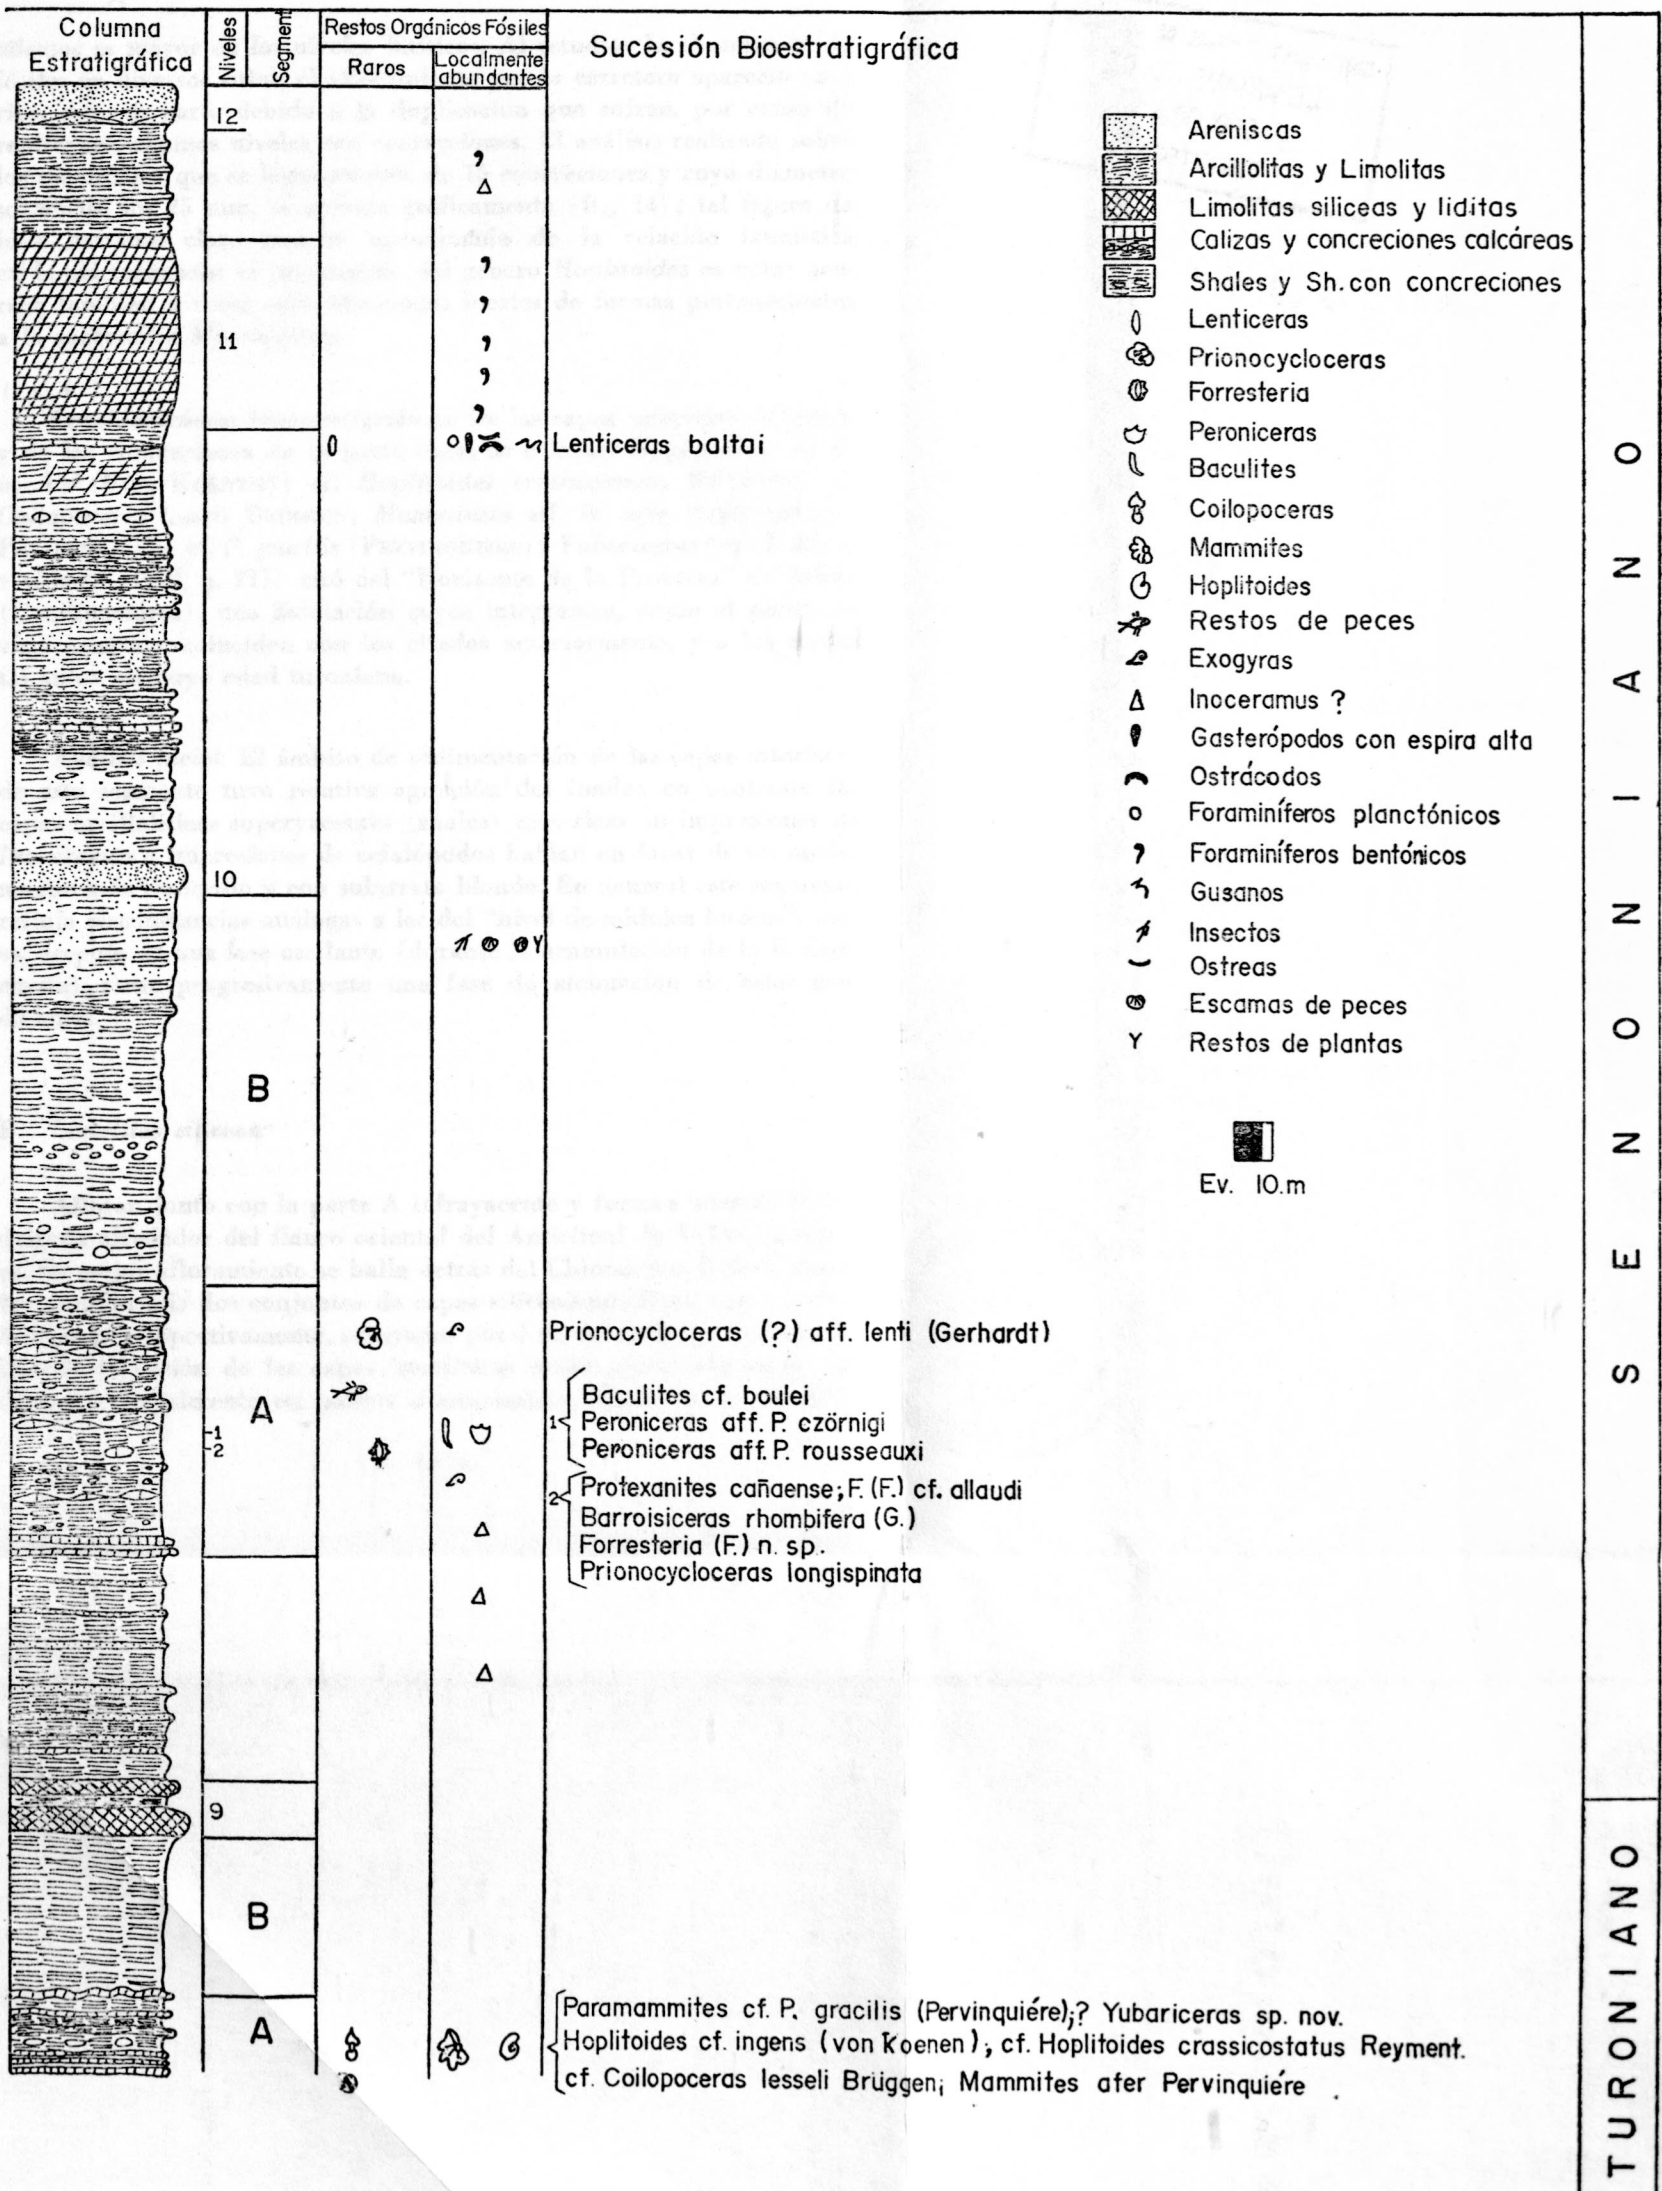 Columna
Estratigráfica
Niveles
Segment
Restos Orgánicos Fósiles
Raros
Localmente
abundantes
Sucesión Bioestratigráfica
12
11
Lenticeras baltai
10
B
A
1
2
Prionocycloceras (?) aff. lenti (Gerhardt)
Baculites cf. boulei
1 Peroniceras aff. P. czörnigi
Peroniceras aff. P. rousseauxi
Protexanites cañaense; F. (F.) cf. allaudi
2
Barroisiceras rhombifera (G.)
Forresteria (F.) n. sp.
Prionocycloceras longispinata
9
B
A
Paramammites cf. P. gracilis (Pervinquiére);? Yubariceras sp. nov.
Hoplitoides cf. ingens (von Koenen); cf. Hoplitoides crassicostatus Reyment.
cf. Coilopoceras lesseli Brüggen; Mammites afer Pervinquiére
Areniscas
Arcillolitas y Limolitas
Limolitas siliceas y liditas
Calizas y concreciones calcáreas
Shales y Sh. con concreciones
Lenticeras
Prionocycloceras
Forresteria
Peroniceras
Baculites
Coilopoceras
Mammites
Hoplitoides
Restos de peces
Exogyras
Inoceramus ?
Gasterópodos con espira alta
Ostrácodos
Foraminíferos planctónicos
Foraminíferos bentónicos
Gusanos
Insectos
Ostreas
Escamas de peces
Restos de plantas
Ev. 10.m
SENONIANO
TURONIANO